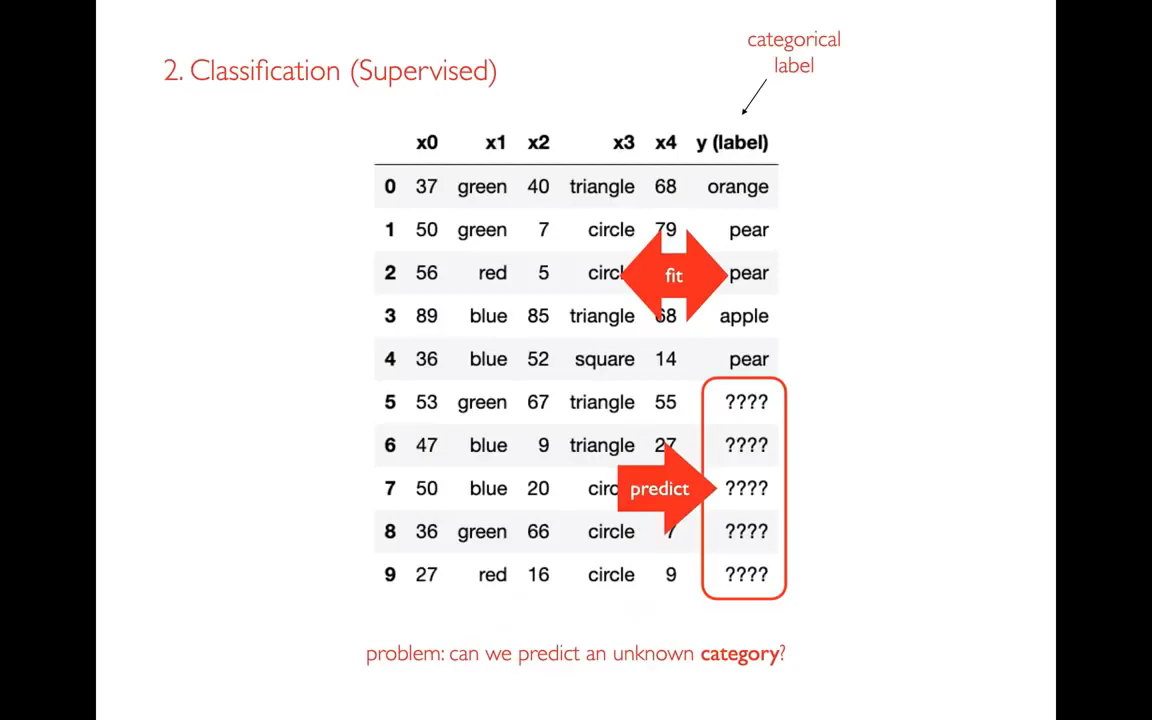 categorical
label
2. Classification (Supervised)
x0 x1 x2 x3 x4 y (label)
0 37 green 40 triangle 68 orange
1 50 green 7 circle 79 pear
2 56 red 5 fit pear
3 89 blue 85 triangle 68 apple
4 36 blue 52 square 14 pear
5 53 green 67 triangle 55 ????
6 47 blue 9 triangle 27 ????
7 50 blue 20 predict ????
8 36 green 66 circle 7 ????
9 27 red 16 circle 9 ????
problem: can we predict an unknown category?